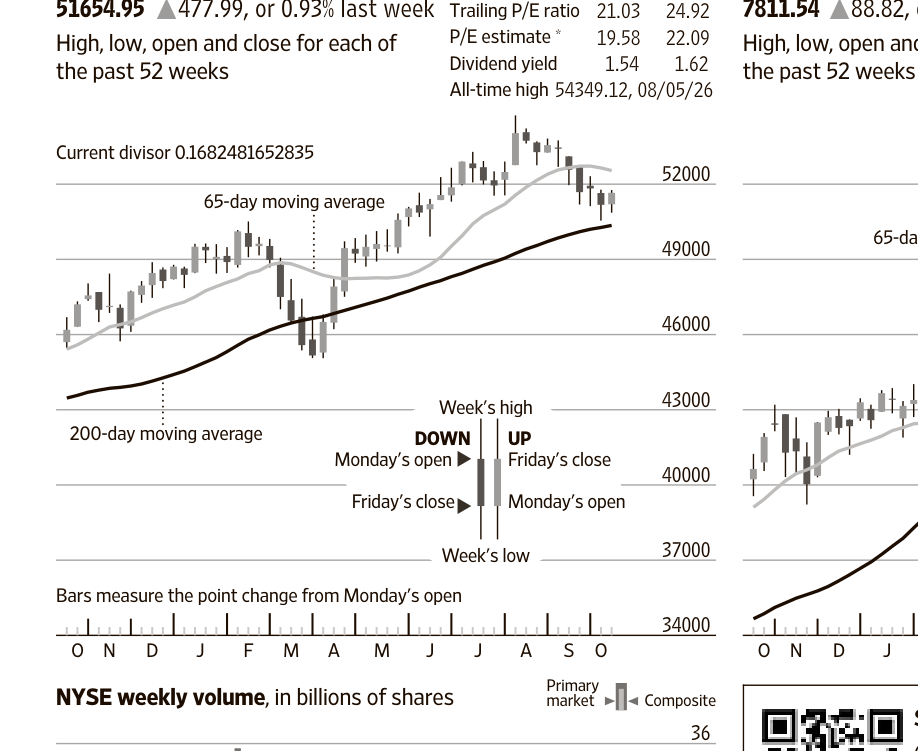 51654.95 ▲477.99, or 0.93% last week
High, low, open and close for each of
the past 52 weeks
Trailing P/E ratio 21.03 24.92
P/E estimate * 19.58 22.09
Dividend yield 1.54 1.62
All-time high 54349.12, 08/05/26
Current divisor 0.1682481652835
65-day moving average
200-day moving average
52000
49000
46000
43000
40000
37000
34000
Week's high
DOWN UP
Monday's open ▶ Friday's close
Friday's close ▶ Monday's open
Week's low
Bars measure the point change from Monday's open
O N D J F M A M J J A S O
NYSE weekly volume, in billions of shares
Primary
market ▶ ◀ Composite
36
7811.54 ▲88.82,
High, low, open and
the past 52 weeks
65-da
O N D J